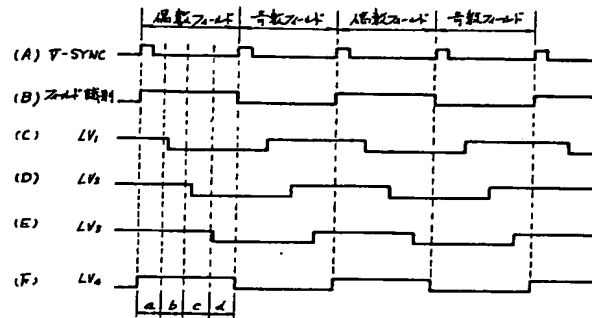 偶数フィールド 奇数フィールド 偶数フィールド 奇数フィールド
(A) V-SYNC
(B) フィールド識別
(C) LV₁
(D) LV₂
(E) LV₃
(F) LV₄
a b c d